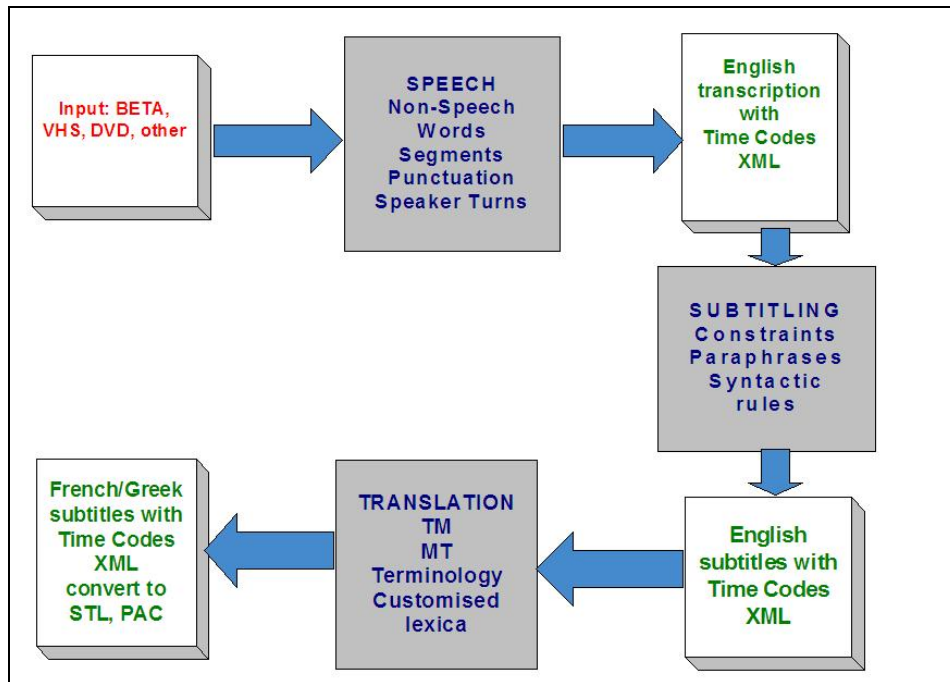 Input: BETA,
VHS, DVD, other
SPEECH
Non-Speech
Words
Segments
Punctuation
Speaker Turns
English
transcription
with
Time Codes
XML
SUBTITLING
Constraints
Paraphrases
Syntactic
rules
English
subtitles with
Time Codes
XML
TRANSLATION
TM
MT
Terminology
Customised
lexica
French/Greek
subtitles with
Time Codes
XML
convert to
STL, PAC